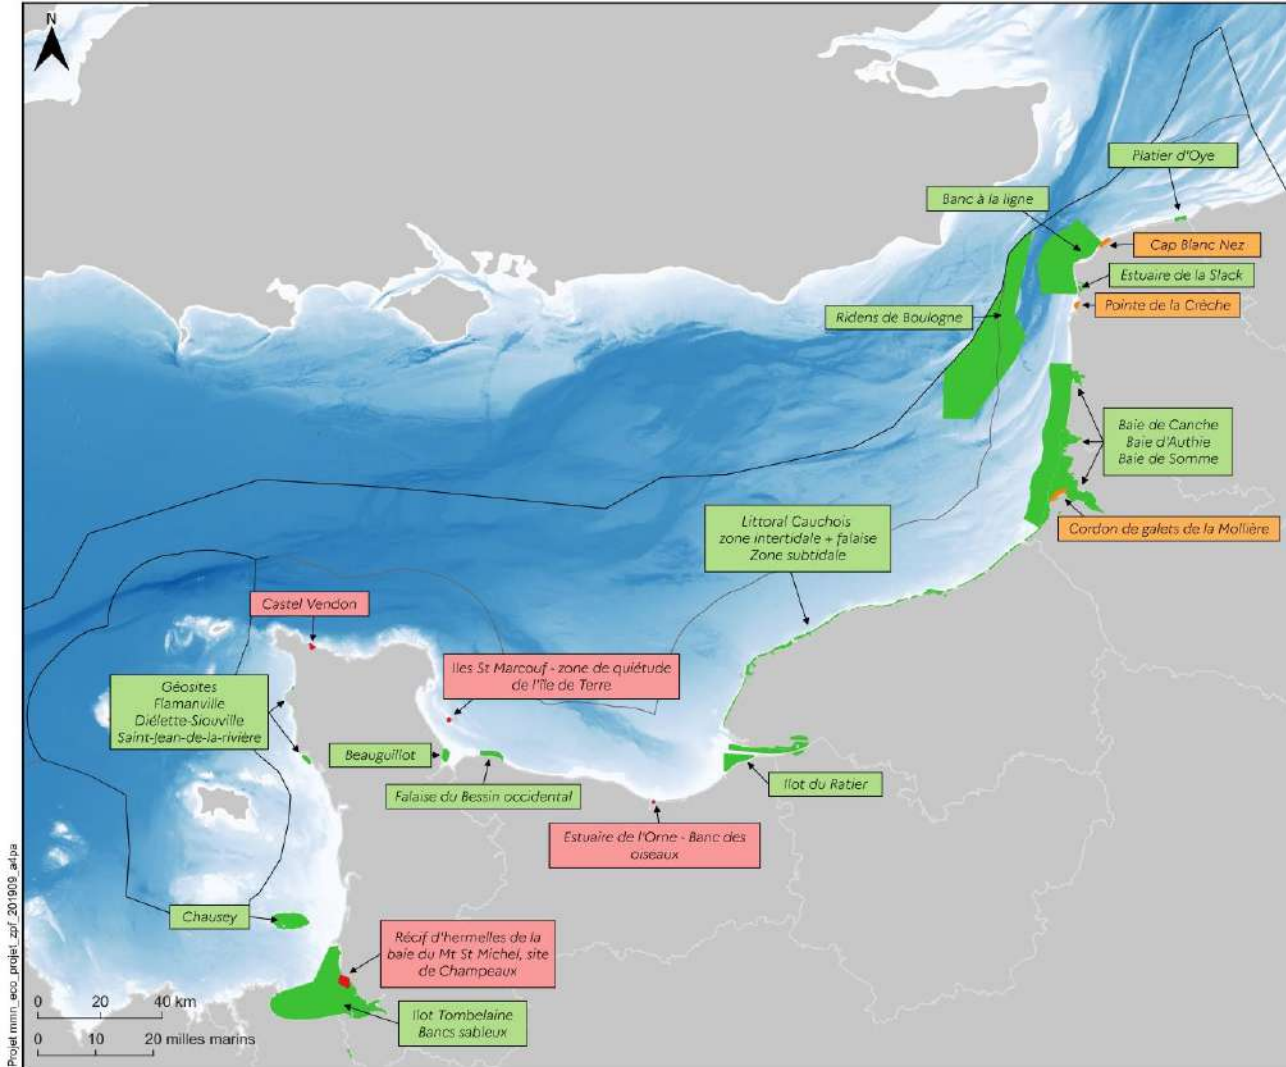 N
Platier d'Oye
Banc à la ligne
Cap Blanc Nez
Estuaire de la Slack
Pointe de la Crèche
Ridens de Boulogne
Baie de Canche
Baie d'Authie
Baie de Somme
Cordon de galets de la Mollière
Littoral Cauchois
zone intertidale + falaise
Zone subtidale
Castel Vendon
Iles St Marcouf - zone de quiétude
de l'île de Terre
Géosites
Flamanville
Diélette-Siouville
Saint-Jean-de-la-rivière
Beauguillot
Falaise du Bessin occidental
Ilot du Ratier
Estuaire de l'Orne - Banc des
oiseaux
Chausey
Récif d'hermelles de la
baie du Mt St Michel, site
de Champeaux
Ilot Tombelaine
Bancs sableux
0 20 40 km
0 10 20 milles marins
Projet mmn_eco_projet_zpf_201909_a4pa